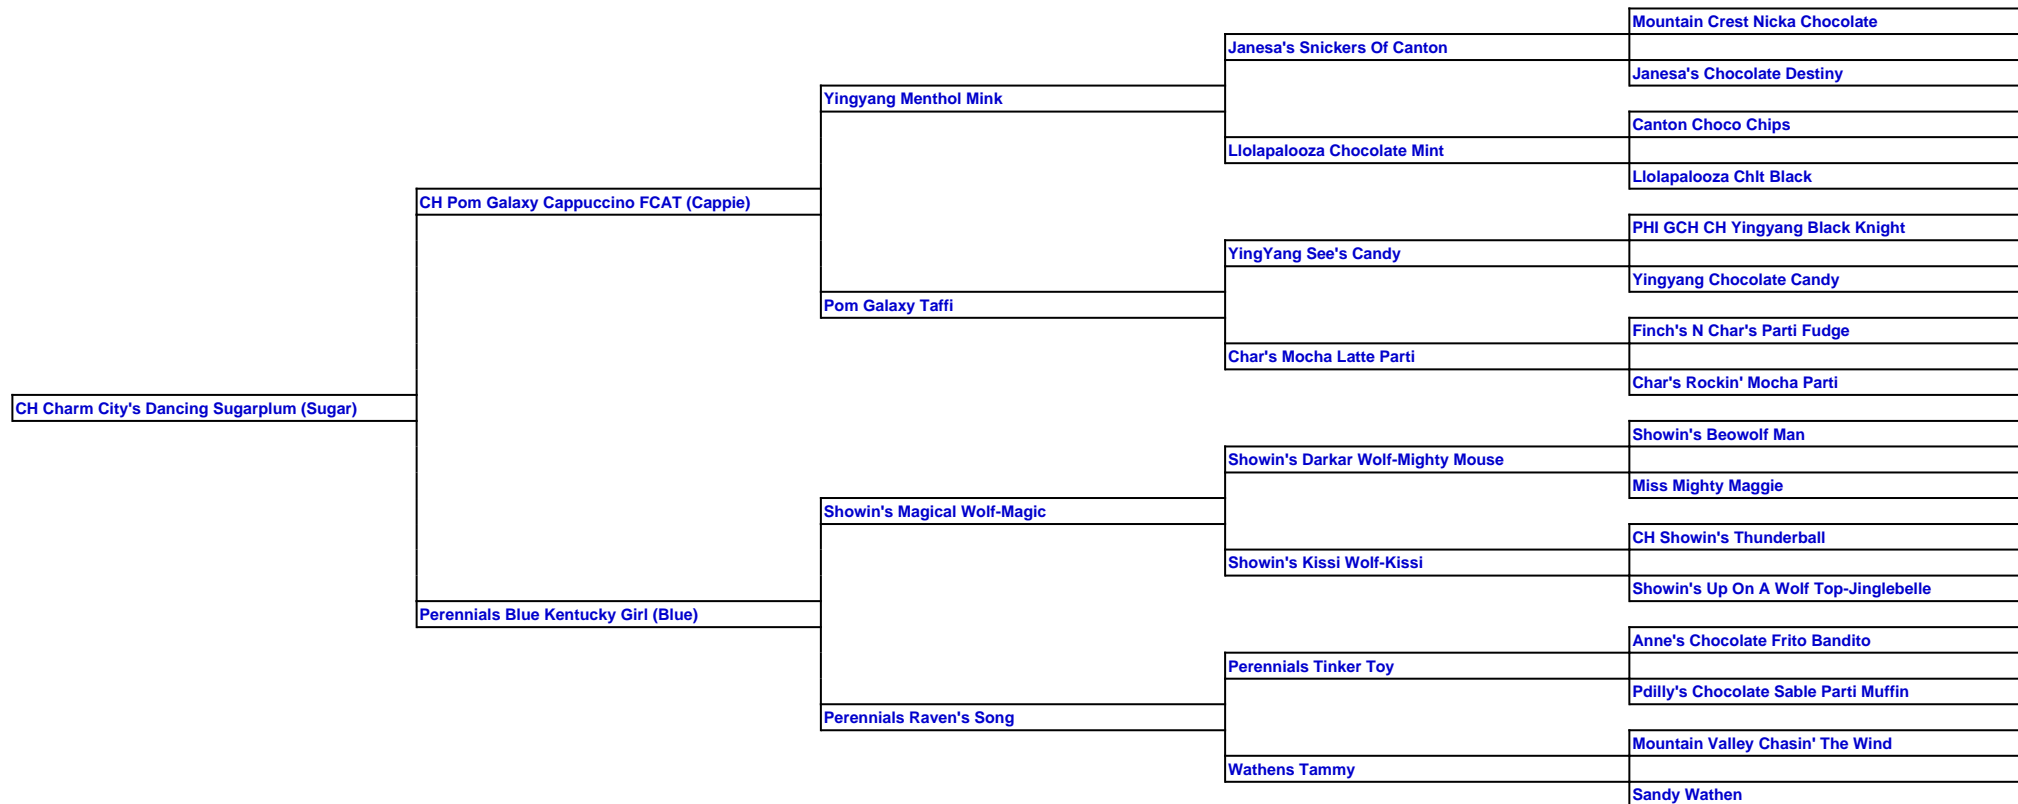 Mountain Crest Nicka Chocolate
Janesa's Snickers Of Canton
Janesa's Chocolate Destiny
Yingyang Menthol Mink
Canton Choco Chips
Llolapalooza Chocolate Mint
Llolapalooza Chlt Black
CH Pom Galaxy Cappuccino FCAT (Cappie)
PHI GCH CH Yingyang Black Knight
YingYang See's Candy
Yingyang Chocolate Candy
Pom Galaxy Taffi
Finch's N Char's Parti Fudge
Char's Mocha Latte Parti
Char's Rockin' Mocha Parti
CH Charm City's Dancing Sugarplum (Sugar)
Showin's Beowolf Man
Showin's Darkar Wolf-Mighty Mouse
Miss Mighty Maggie
Showin's Magical Wolf-Magic
CH Showin's Thunderball
Showin's Kissi Wolf-Kissi
Showin's Up On A Wolf Top-Jinglebelle
Perennials Blue Kentucky Girl (Blue)
Anne's Chocolate Frito Bandito
Perennials Tinker Toy
Pdilly's Chocolate Sable Parti Muffin
Perennials Raven's Song
Mountain Valley Chasin' The Wind
Wathens Tammy
Sandy Wathen